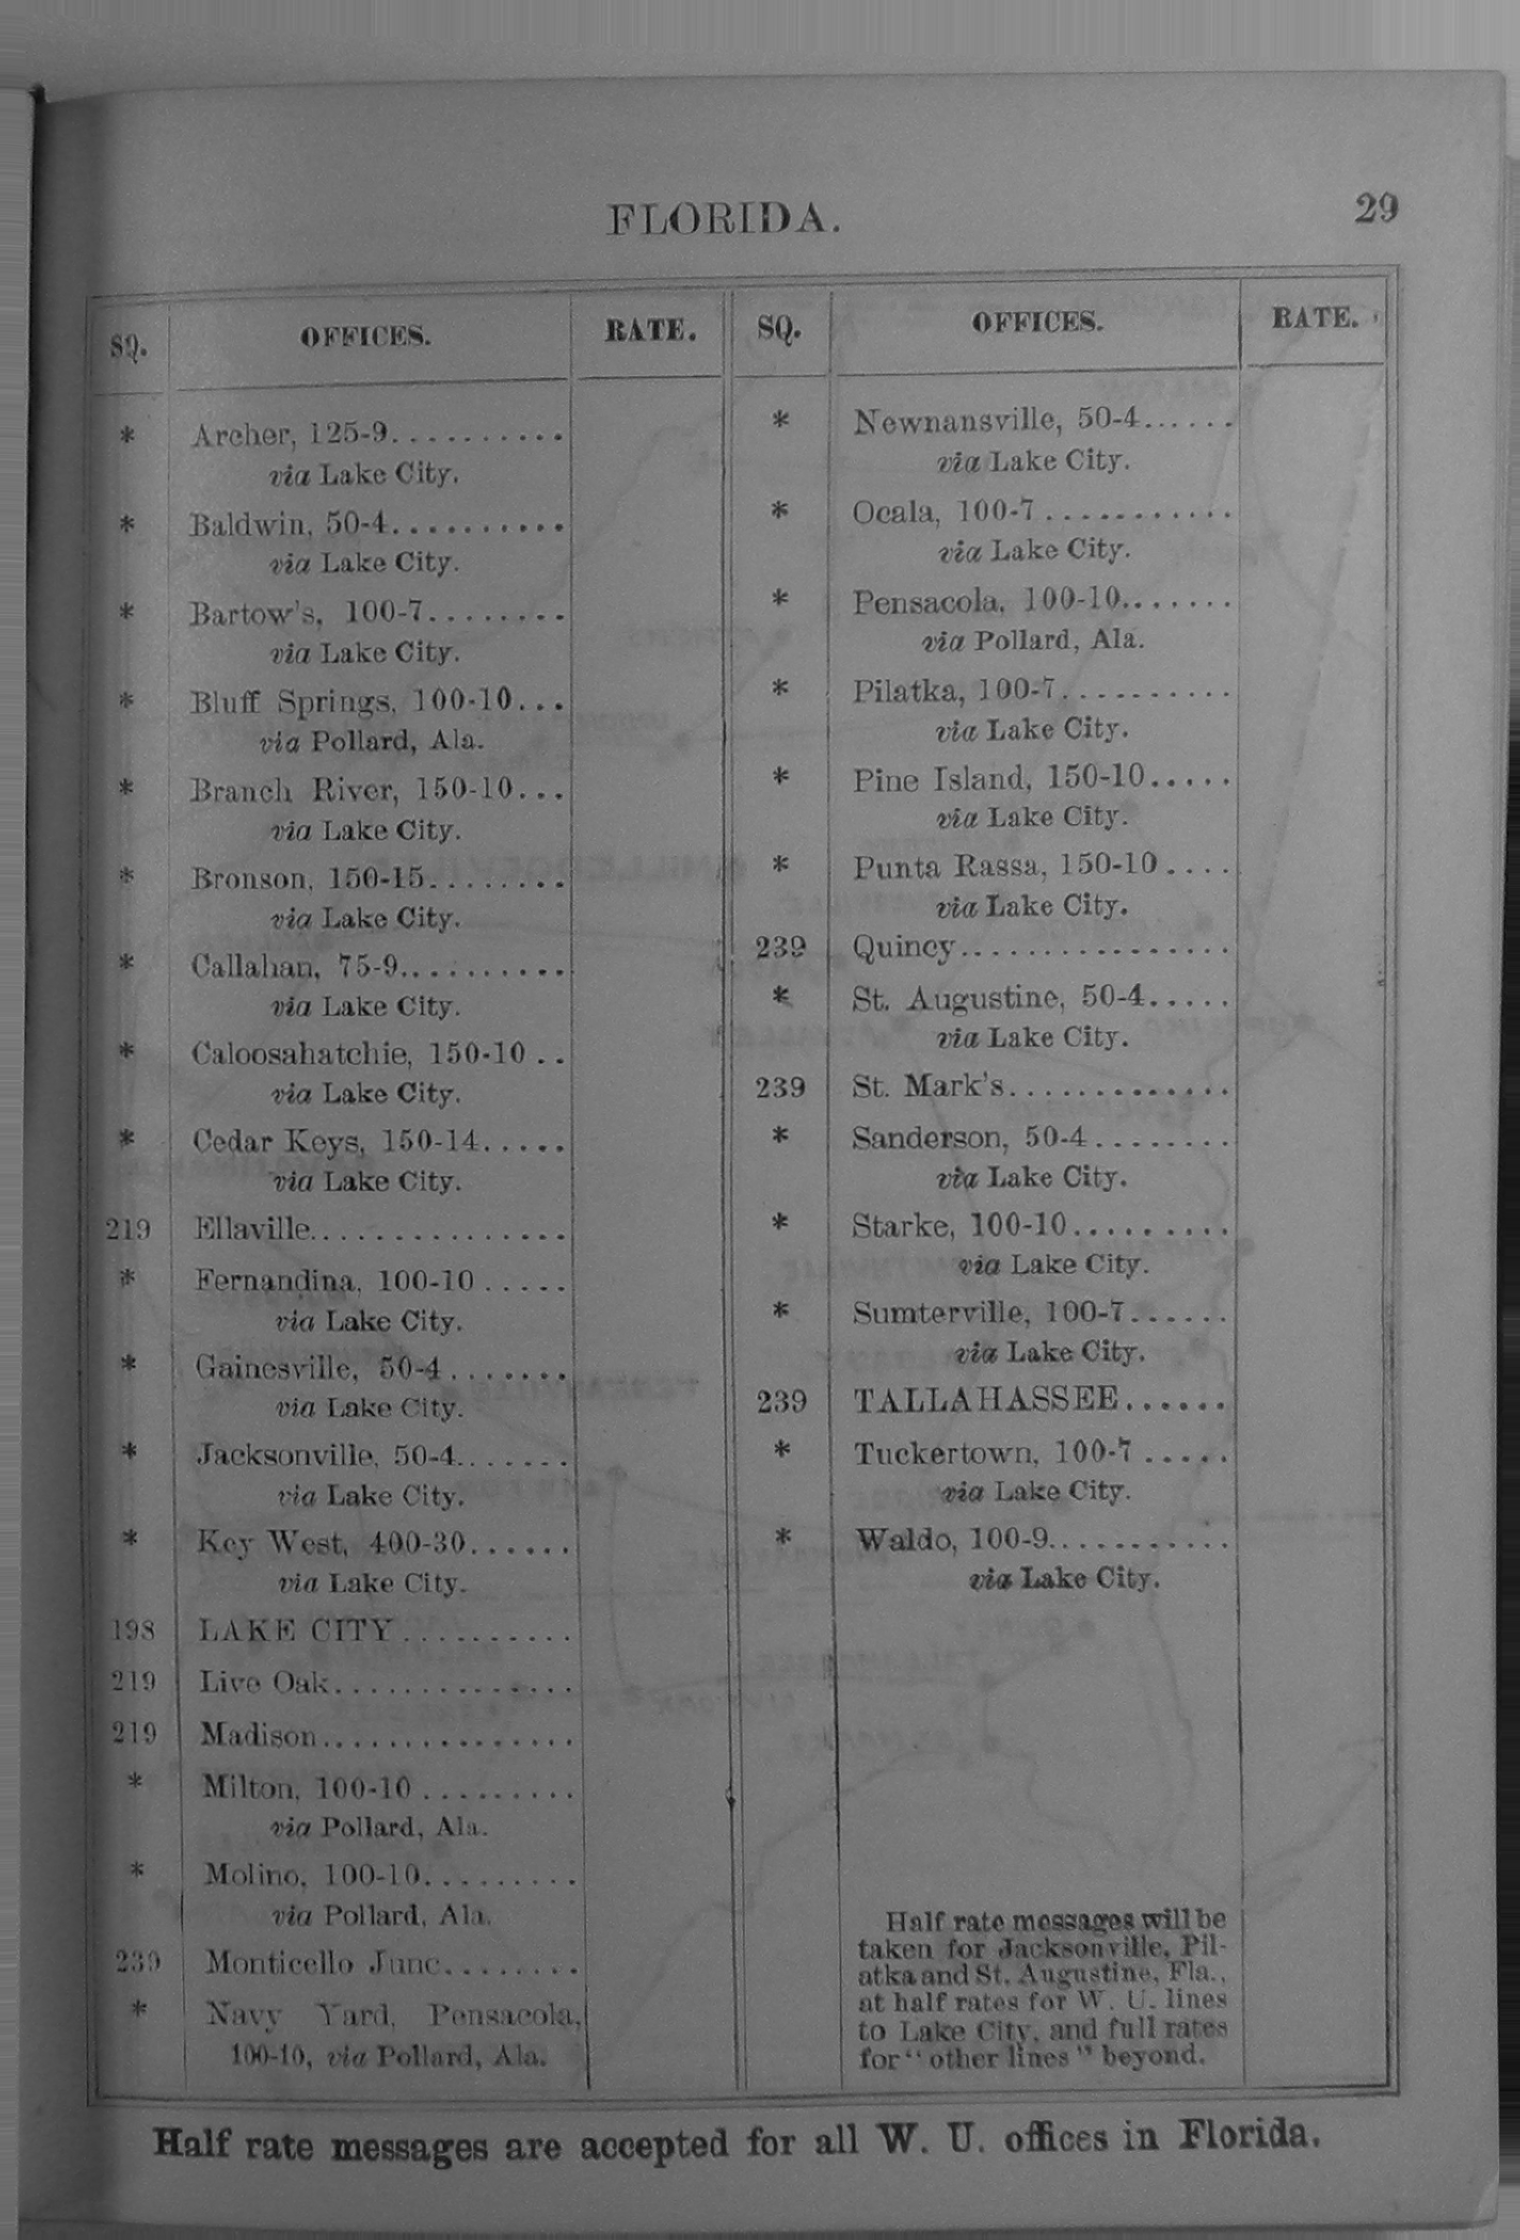 FLORIDA.
29
SQ. OFFICES. RATE.
* Archer, 125-9..........
via Lake City.
* Baldwin, 50-4..........
via Lake City.
* Bartow's, 100-7........
via Lake City.
* Bluff Springs, 100-10...
via Pollard, Ala.
* Branch River, 150-10...
via Lake City.
* Bronson, 150-15........
via Lake City.
* Callahan, 75-9..........
via Lake City.
* Caloosahatchie, 150-10 ..
via Lake City.
* Cedar Keys, 150-14.....
via Lake City.
219 Ellaville................
* Fernandina, 100-10 .....
via Lake City.
* Gainesville, 50-4.......
via Lake City.
* Jacksonville, 50-4.......
via Lake City.
* Key West, 400-30......
via Lake City.
198 LAKE CITY..........
219 Live Oak..............
219 Madison...............
* Milton, 100-10 .........
via Pollard, Ala.
* Molino, 100-10.........
via Pollard, Ala.
239 Monticello Junc........
* Navy Yard, Pensacola,
100-10, via Pollard, Ala.
SQ. OFFICES. RATE.
* Newnansville, 50-4......
via Lake City.
* Ocala, 100-7...........
via Lake City.
* Pensacola, 100-10.......
via Pollard, Ala.
* Pilatka, 100-7..........
via Lake City.
* Pine Island, 150-10.....
via Lake City.
* Punta Rassa, 150-10 ....
via Lake City.
239 Quincy................
* St. Augustine, 50-4.....
via Lake City.
239 St. Mark's.............
* Sanderson, 50-4........
via Lake City.
* Starke, 100-10.........
via Lake City.
* Sumterville, 100-7......
via Lake City.
239 TALLAHASSEE......
* Tuckertown, 100-7 .....
via Lake City.
* Waldo, 100-9...........
via Lake City.
Half rate messages will be
taken for Jacksonville, Pil-
atka and St. Augustine, Fla.,
at half rates for W. U. lines
to Lake City, and full rates
for "other lines" beyond.
Half rate messages are accepted for all W. U. offices in Florida.